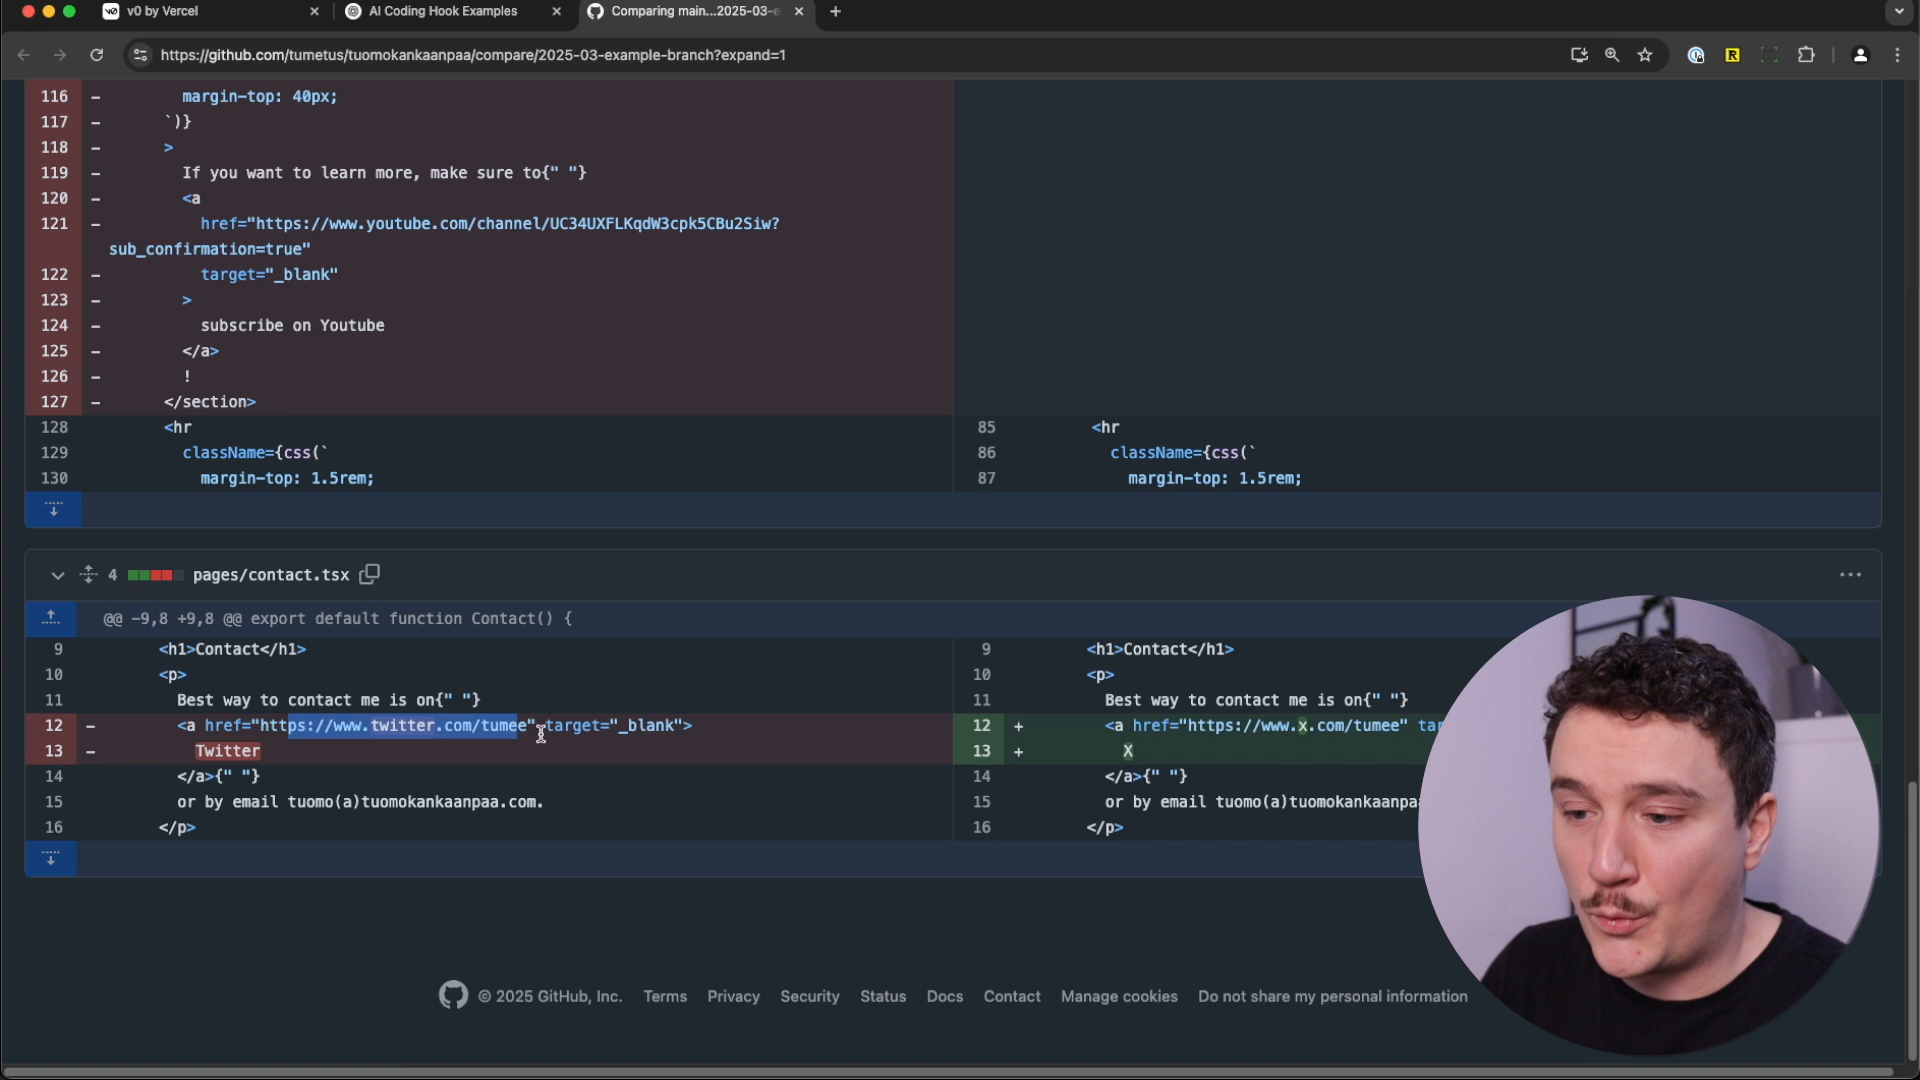 v0 by Vercel
AI Coding Hook Examples
Comparing main...2025-03-e
https://github.com/tumetus/tuomokankaanpaa/compare/2025-03-example-branch?expand=1
116 - margin-top: 40px;
117 - `)}
118 - >
119 - If you want to learn more, make sure to{" "}
120 - <a
121 - href="https://www.youtube.com/channel/UC34UXFLKqdW3cpk5CBu2Siw?
sub_confirmation=true"
122 - target="_blank"
123 - >
124 - subscribe on Youtube
125 - </a>
126 - !
127 - </section>
128 <hr 85 <hr
129 className={css(` 86 className={css(`
130 margin-top: 1.5rem; 87 margin-top: 1.5rem;
4 pages/contact.tsx
@@ -9,8 +9,8 @@ export default function Contact() {
9 <h1>Contact</h1> 9 <h1>Contact</h1>
10 <p> 10 <p>
11 Best way to contact me is on{" "} 11 Best way to contact me is on{" "}
12 - <a href="https://www.twitter.com/tumee" target="_blank"> 12 + <a href="https://www.x.com/tumee" tar
13 - Twitter 13 + X
14 </a>{" "} 14 </a>{" "}
15 or by email tuomo(a)tuomokankaanpaa.com. 15 or by email tuomo(a)tuomokankaanpaa
16 </p> 16 </p>
© 2025 GitHub, Inc. Terms Privacy Security Status Docs Contact Manage cookies Do not share my personal information